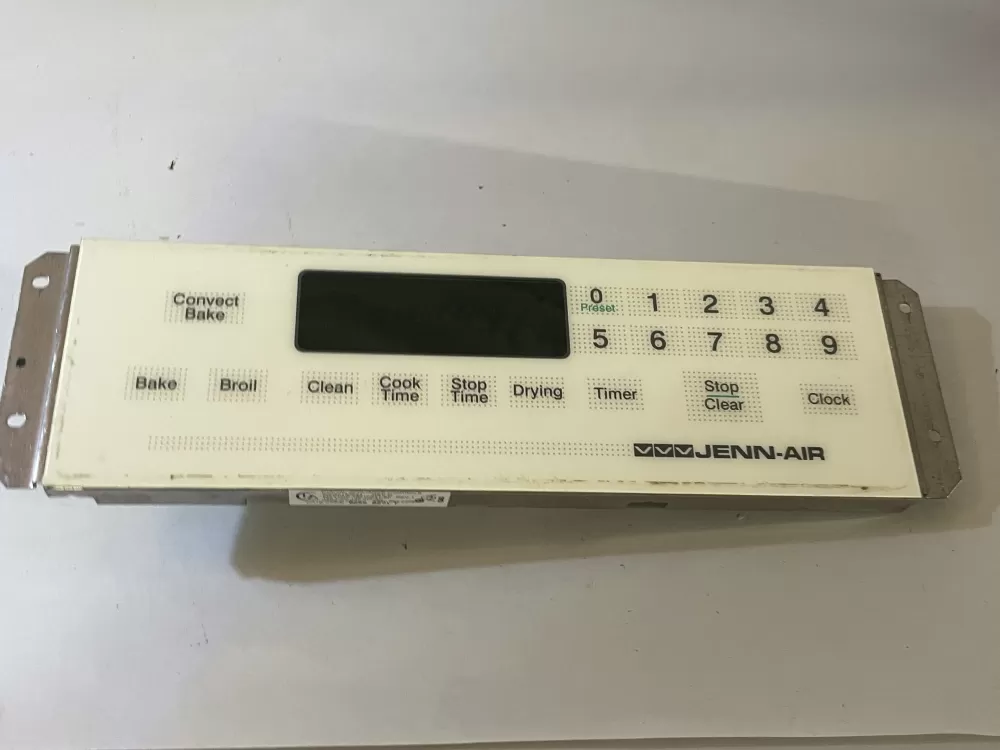 Convect
Bake
0 1 2 3 4
Preset
5 6 7 8 9
Bake Broil Clean Cook Time Stop Time Drying Timer Stop Clear Clock
JENN-AIR